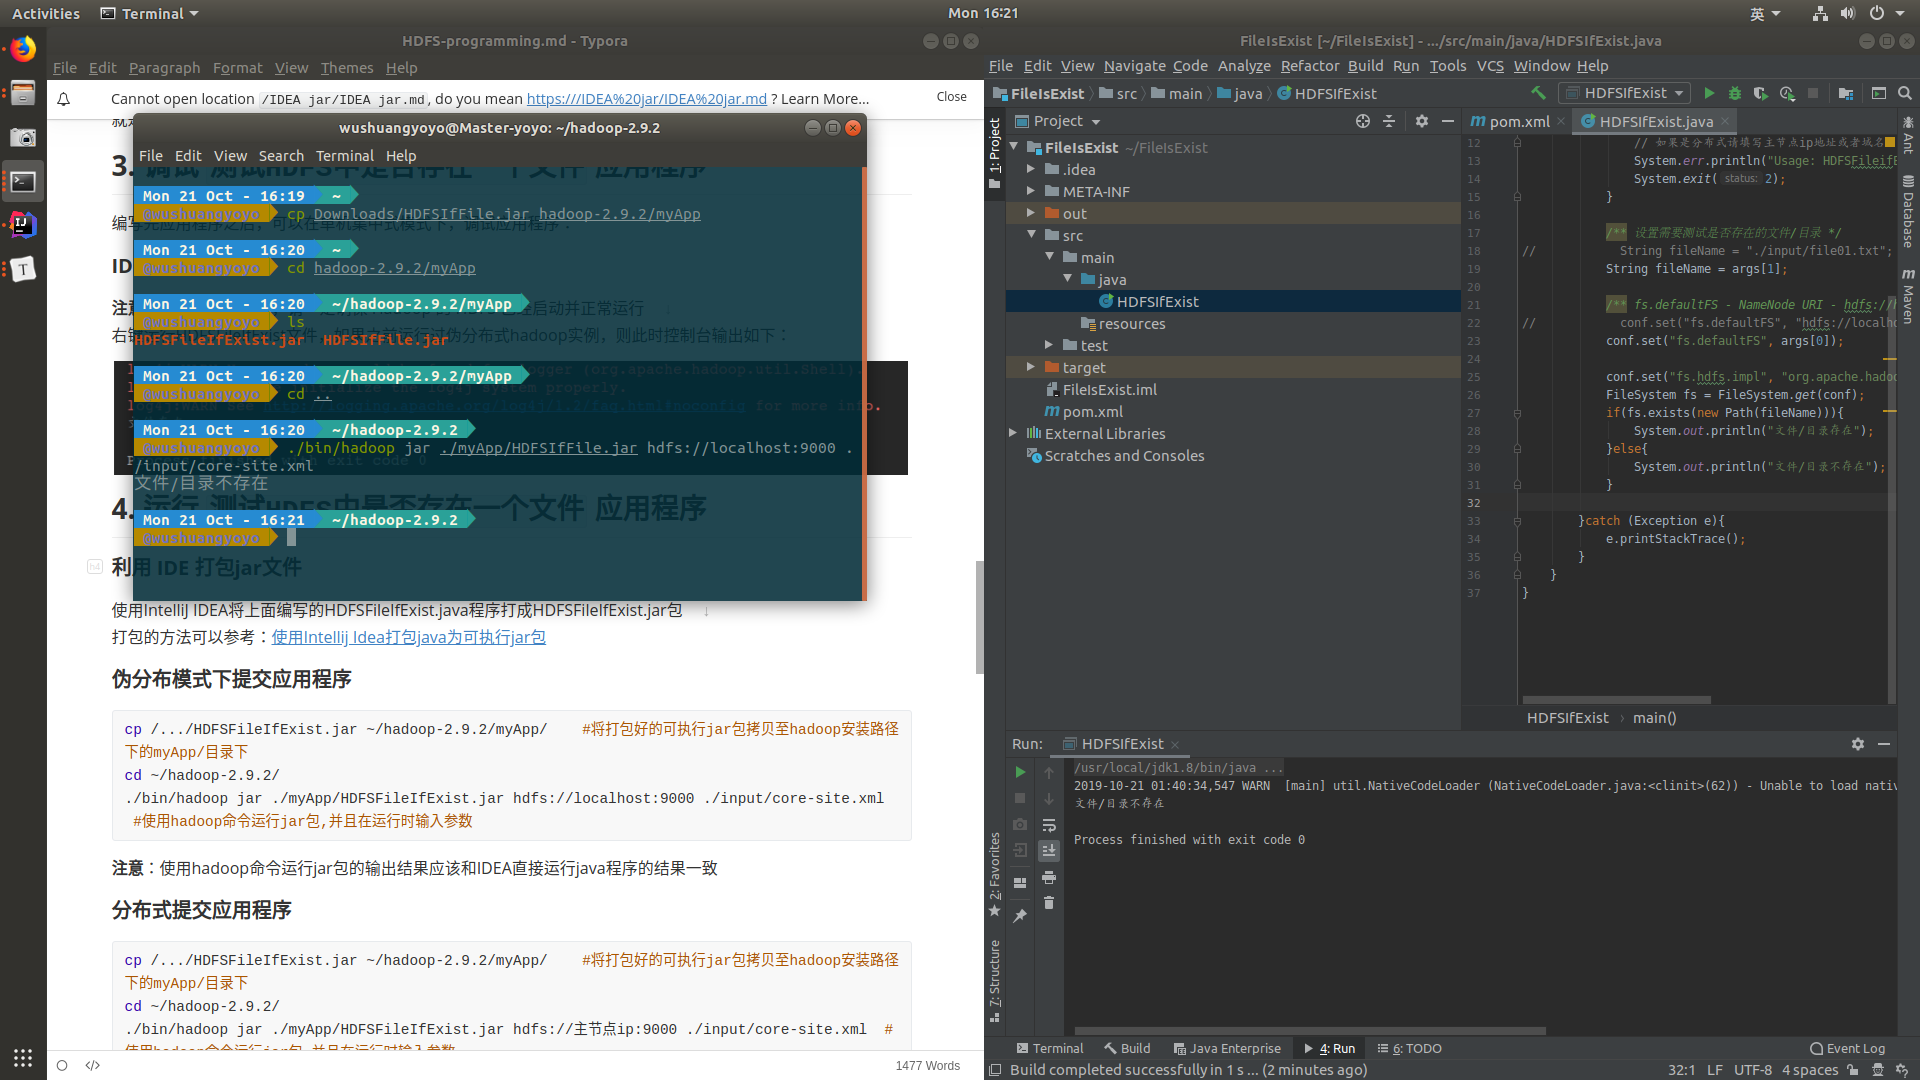 Activities
Terminal
Mon 16:21
英
HDFS-programming.md - Typora
File Edit Paragraph Format View Themes Help
Cannot open location /IDEA jar/IDEA jar.md, do you mean https:///IDEA%20jar/IDEA%20jar.md ? Learn More...
Close
wushuangyoyo@Master-yoyo: ~/hadoop-2.9.2
File Edit View Search Terminal Help
Mon 21 Oct - 16:19 ~
@wushuangyoyo cp Downloads/HDFSIfFile.jar hadoop-2.9.2/myApp
Mon 21 Oct - 16:20 ~
@wushuangyoyo cd hadoop-2.9.2/myApp
Mon 21 Oct - 16:20 ~/hadoop-2.9.2/myApp
@wushuangyoyo ls
HDFSFileIfExist.jar HDFSIfFile.jar
Mon 21 Oct - 16:20 ~/hadoop-2.9.2/myApp
@wushuangyoyo cd ..
Mon 21 Oct - 16:20 ~/hadoop-2.9.2
@wushuangyoyo ./bin/hadoop jar ./myApp/HDFSIfFile.jar hdfs://localhost:9000 .
/input/core-site.xml
文件/目录不存在
Mon 21 Oct - 16:21 ~/hadoop-2.9.2
@wushuangyoyo
3. 调试 测试HDFS中是否存在一个文件 应用程序
4. 运行 测试HDFS中是否存在一个文件 应用程序
利用 IDE 打包jar文件
使用IntelliJ IDEA将上面编写的HDFSFileIfExist.java程序打成HDFSFileIfExist.jar包
打包的方法可以参考：使用Intellij Idea打包java为可执行jar包
伪分布模式下提交应用程序
cp /.../HDFSFileIfExist.jar ~/hadoop-2.9.2/myApp/ #将打包好的可执行jar包拷贝至hadoop安装路径
下的myApp/目录下
cd ~/hadoop-2.9.2/
./bin/hadoop jar ./myApp/HDFSFileIfExist.jar hdfs://localhost:9000 ./input/core-site.xml
#使用hadoop命令运行jar包,并且在运行时输入参数
注意：使用hadoop命令运行jar包的输出结果应该和IDEA直接运行java程序的结果一致
分布式提交应用程序
cp /.../HDFSFileIfExist.jar ~/hadoop-2.9.2/myApp/ #将打包好的可执行jar包拷贝至hadoop安装路径
下的myApp/目录下
cd ~/hadoop-2.9.2/
./bin/hadoop jar ./myApp/HDFSFileIfExist.jar hdfs://主节点ip:9000 ./input/core-site.xml #
使用hadoop命令运行jar包,并且在运行时输入参数
1477 Words
FileIsExist [~/FileIsExist] - .../src/main/java/HDFSIfExist.java
File Edit View Navigate Code Analyze Refactor Build Run Tools VCS Window Help
FileIsExist src main java HDFSIfExist
HDFSIfExist
1: Project
Project
pom.xml HDFSIfExist.java
FileIsExist ~/FileIsExist
.idea
META-INF
out
src
main
java
HDFSIfExist
resources
test
target
FileIsExist.iml
pom.xml
External Libraries
Scratches and Consoles
12 // 如果是分布式请填写主节点ip地址或者域名
13 System.err.println("Usage: HDFSFileifE
14 System.exit( status: 2);
15 }
16
17 /** 设置需要测试是否存在的文件/目录 */
18 // String fileName = "./input/file01.txt";
19 String fileName = args[1];
20
21 /** fs.defaultFS - NameNode URI - hdfs://h
22 // conf.set("fs.defaultFS", "hdfs://localho
23 conf.set("fs.defaultFS", args[0]);
24
25 conf.set("fs.hdfs.impl", "org.apache.hadoo
26 FileSystem fs = FileSystem.get(conf);
27 if(fs.exists(new Path(fileName))){
28 System.out.println("文件/目录存在");
29 }else{
30 System.out.println("文件/目录不存在");
31 }
32
33 }catch (Exception e){
34 e.printStackTrace();
35 }
36 }
37 }
HDFSIfExist main()
Ant
Database
Maven
Run: HDFSIfExist
/usr/local/jdk1.8/bin/java ...
2019-10-21 01:40:34,547 WARN [main] util.NativeCodeLoader (NativeCodeLoader.java:<clinit>(62)) - Unable to load nativ
文件/目录不存在
Process finished with exit code 0
2: Favorites
7: Structure
Terminal Build Java Enterprise 4: Run 6: TODO
Event Log
Build completed successfully in 1 s ... (2 minutes ago)
32:1 LF UTF-8 4 spaces